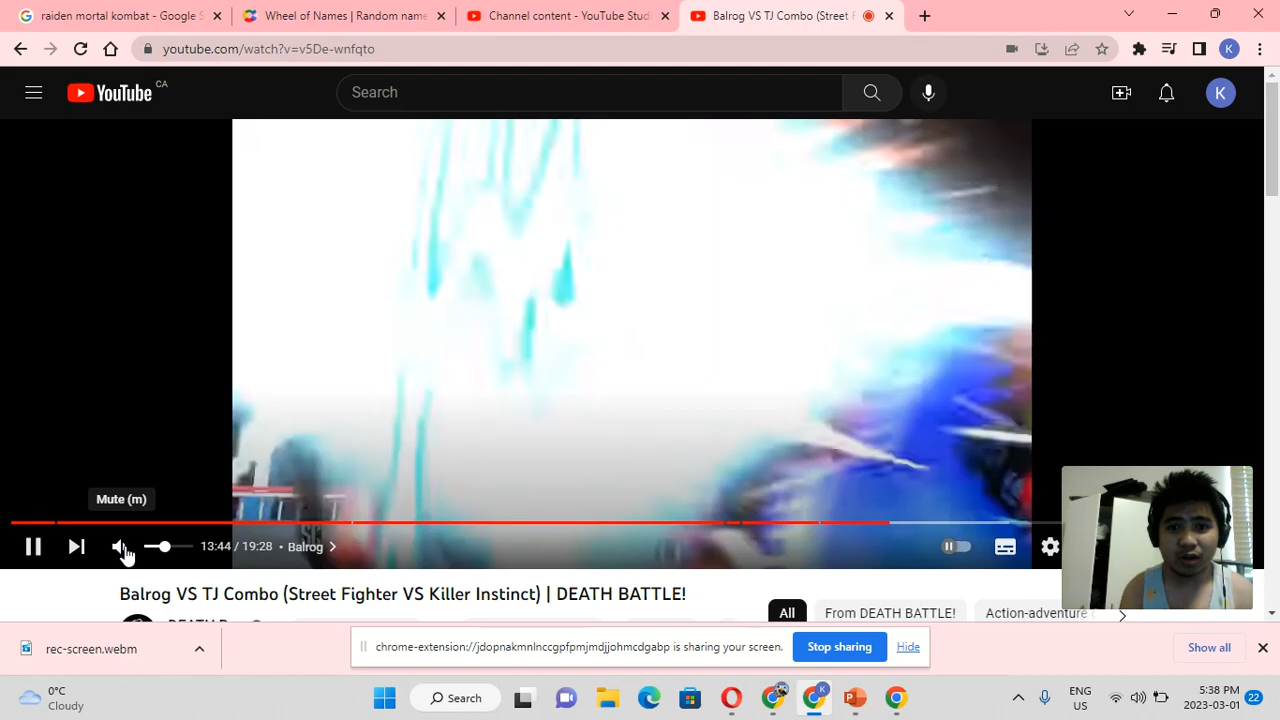 raiden mortal kombat - Google S
Wheel of Names | Random name
Channel content - YouTube Studi
Balrog VS TJ Combo (Street F
youtube.com/watch?v=v5De-wnfqto
K
YouTube CA
Search
K
Mute (m)
13:44 / 19:28 • Balrog
Balrog VS TJ Combo (Street Fighter VS Killer Instinct) | DEATH BATTLE!
All
From DEATH BATTLE!
Action-adventure
rec-screen.webm
chrome-extension://jdopnakmnlnccgpfpmjmdjjohmcdgabp is sharing your screen.
Stop sharing
Hide
Show all
0°C
Cloudy
Search
K
ENG
US
5:38 PM
2023-03-01
22